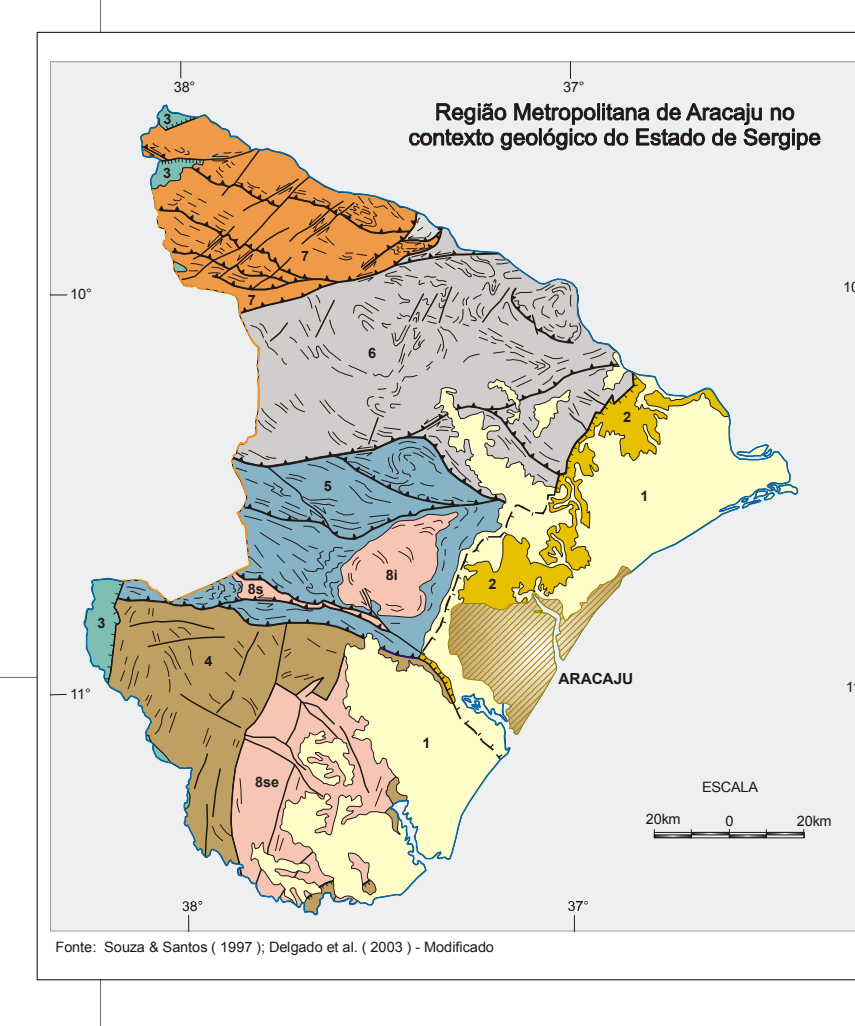 38°
37°
Região Metropolitana de Aracaju no
contexto geológico do Estado de Sergipe
3
3
7
7
10°
10
6
2
5
1
8i
2
8s
3
4
ARACAJU
11°
1
8se
ESCALA
20km 0 20km
38°
37°
Fonte: Souza & Santos ( 1997 ); Delgado et al. ( 2003 ) - Modificado